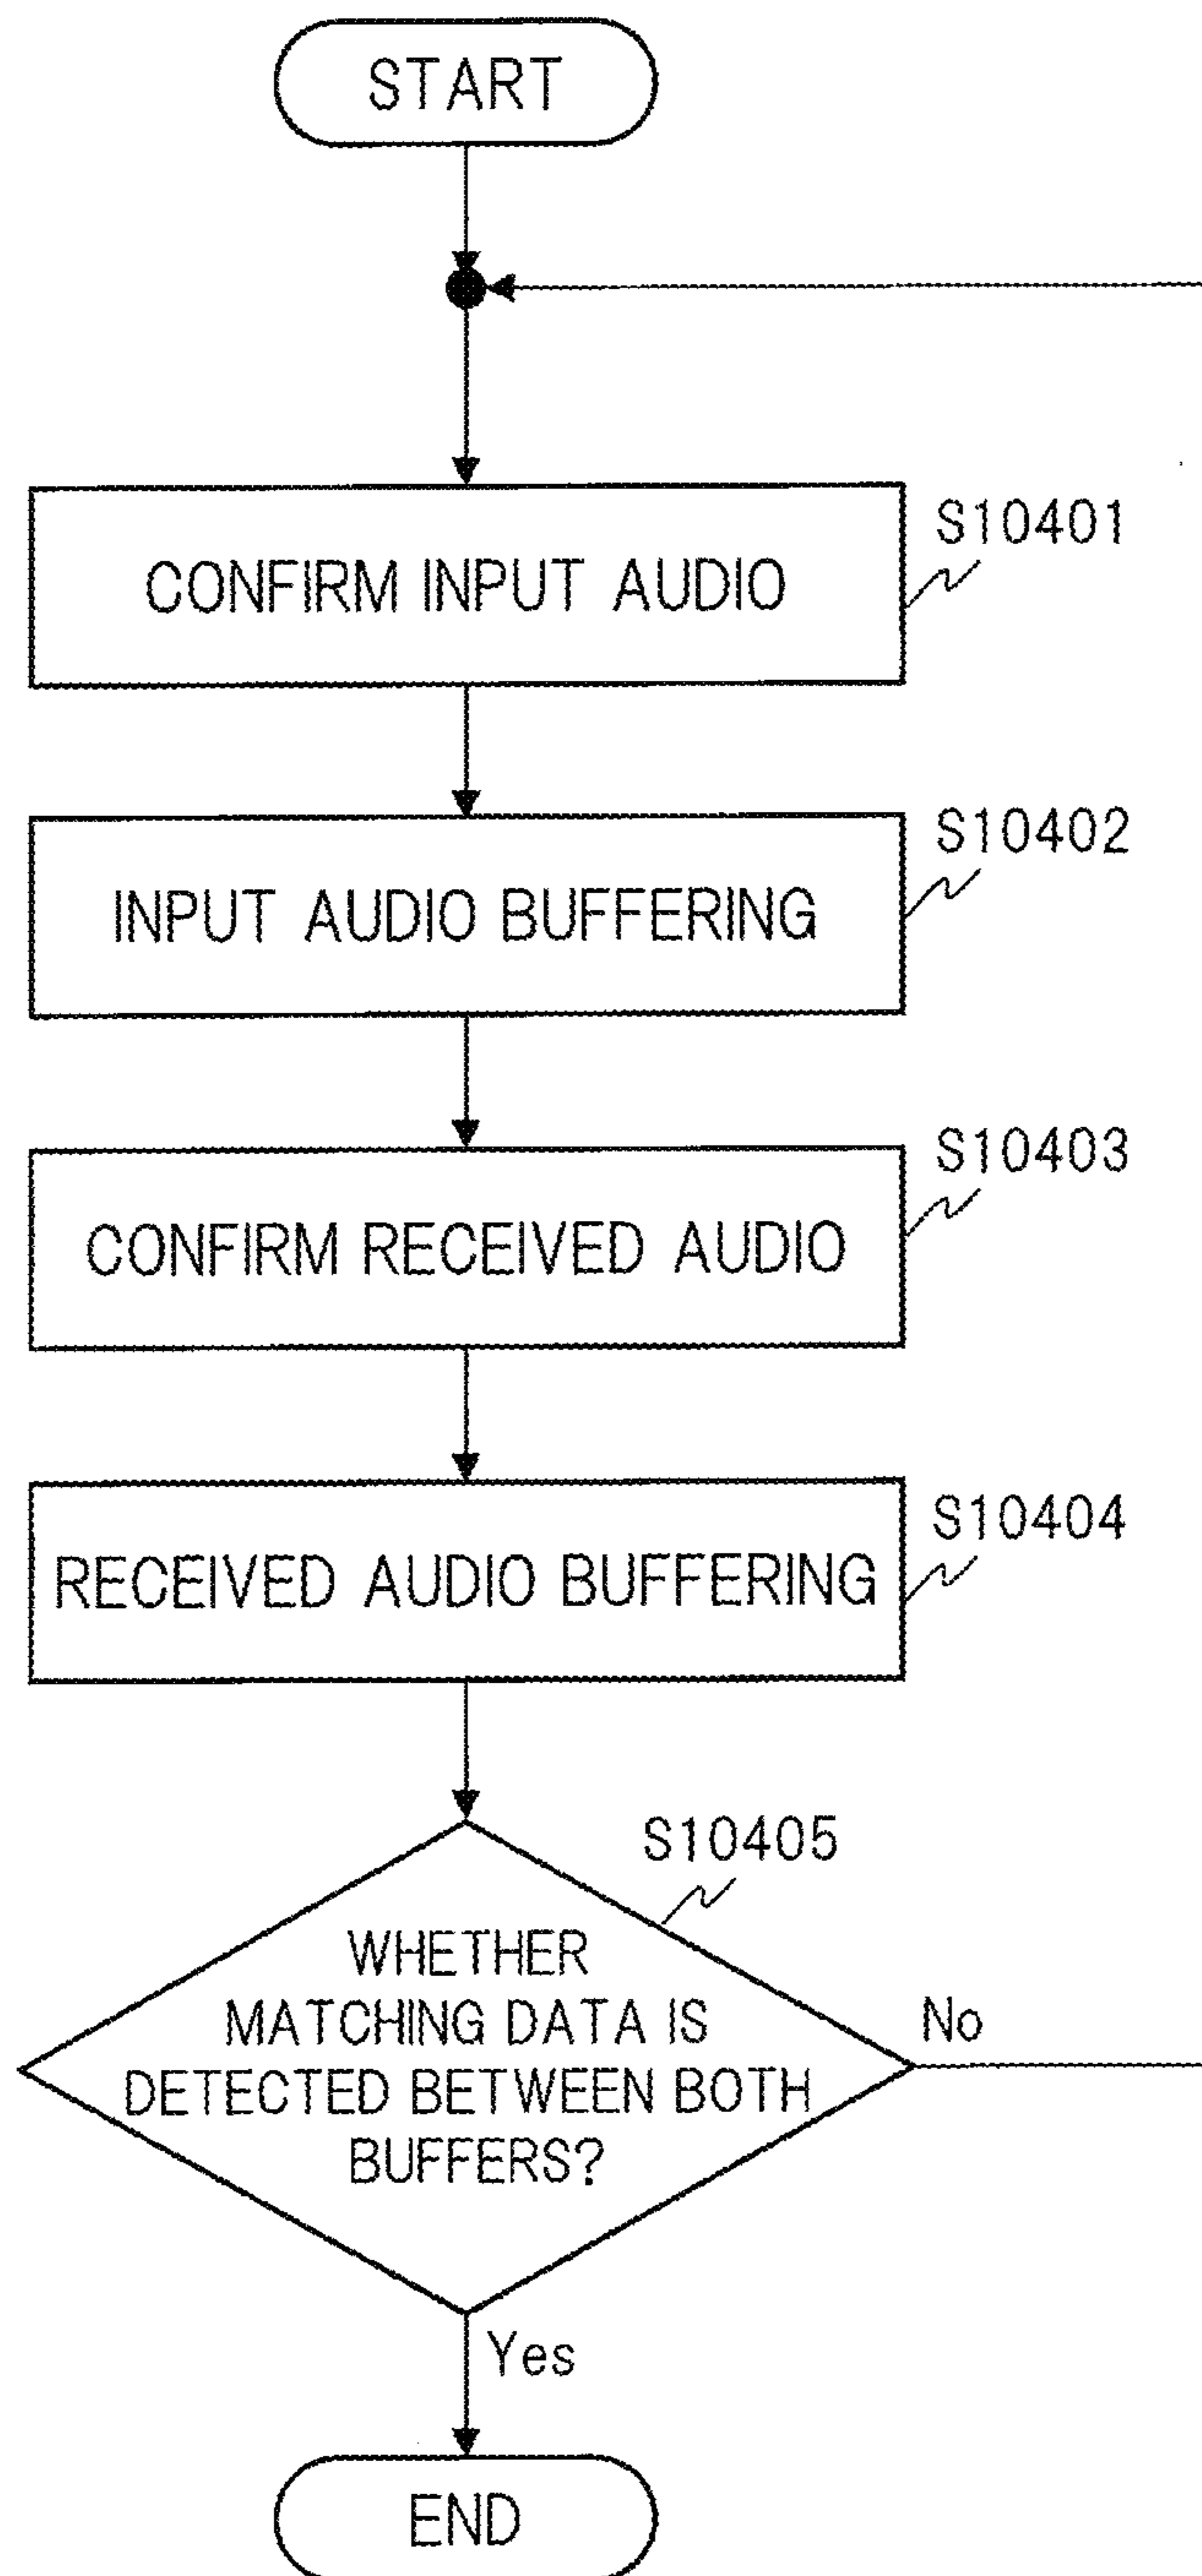 START
S10401
CONFIRM INPUT AUDIO
S10402
INPUT AUDIO BUFFERING
S10403
CONFIRM RECEIVED AUDIO
S10404
RECEIVED AUDIO BUFFERING
S10405
WHETHER
MATCHING DATA IS
DETECTED BETWEEN BOTH
BUFFERS?
No
Yes
END